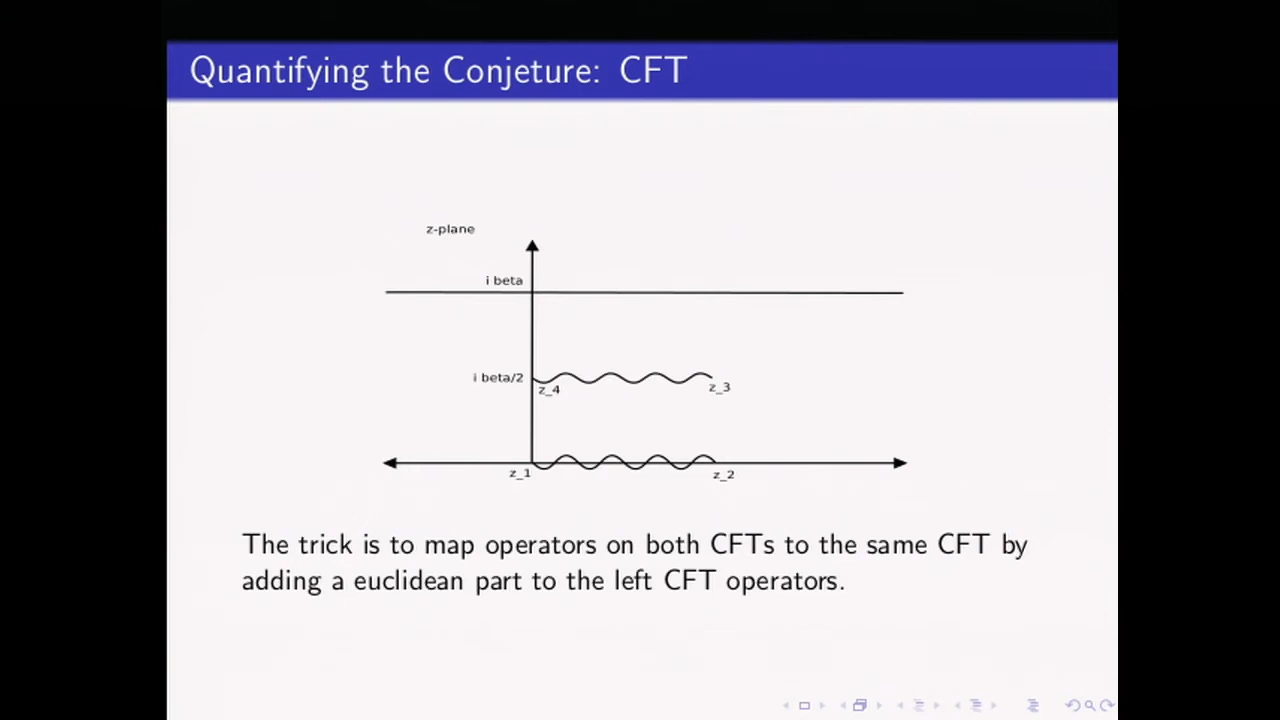 Quantifying the Conjeture: CFT
z-plane
i beta
i beta/2
z_4
z_3
z_1
z_2
The trick is to map operators on both CFTs to the same CFT by
adding a euclidean part to the left CFT operators.